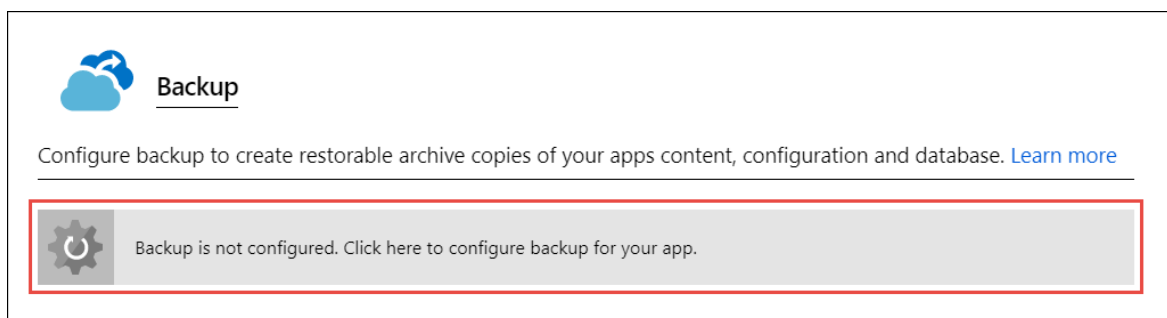 Backup
Configure backup to create restorable archive copies of your apps content, configuration and database. Learn more
Backup is not configured. Click here to configure backup for your app.